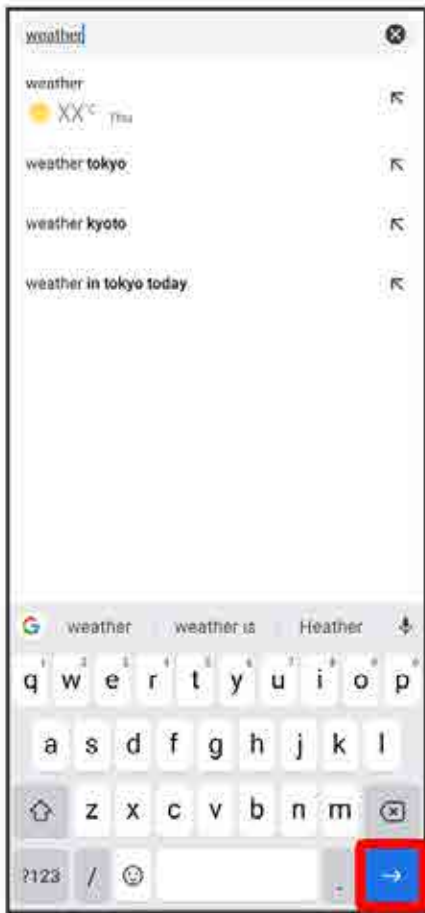 weather
weather
XX°C Thu
weather tokyo
weather kyoto
weather in tokyo today
G weather weather is Heather
q w e r t y u i o p
a s d f g h j k l
z x c v b n m
?123 / .